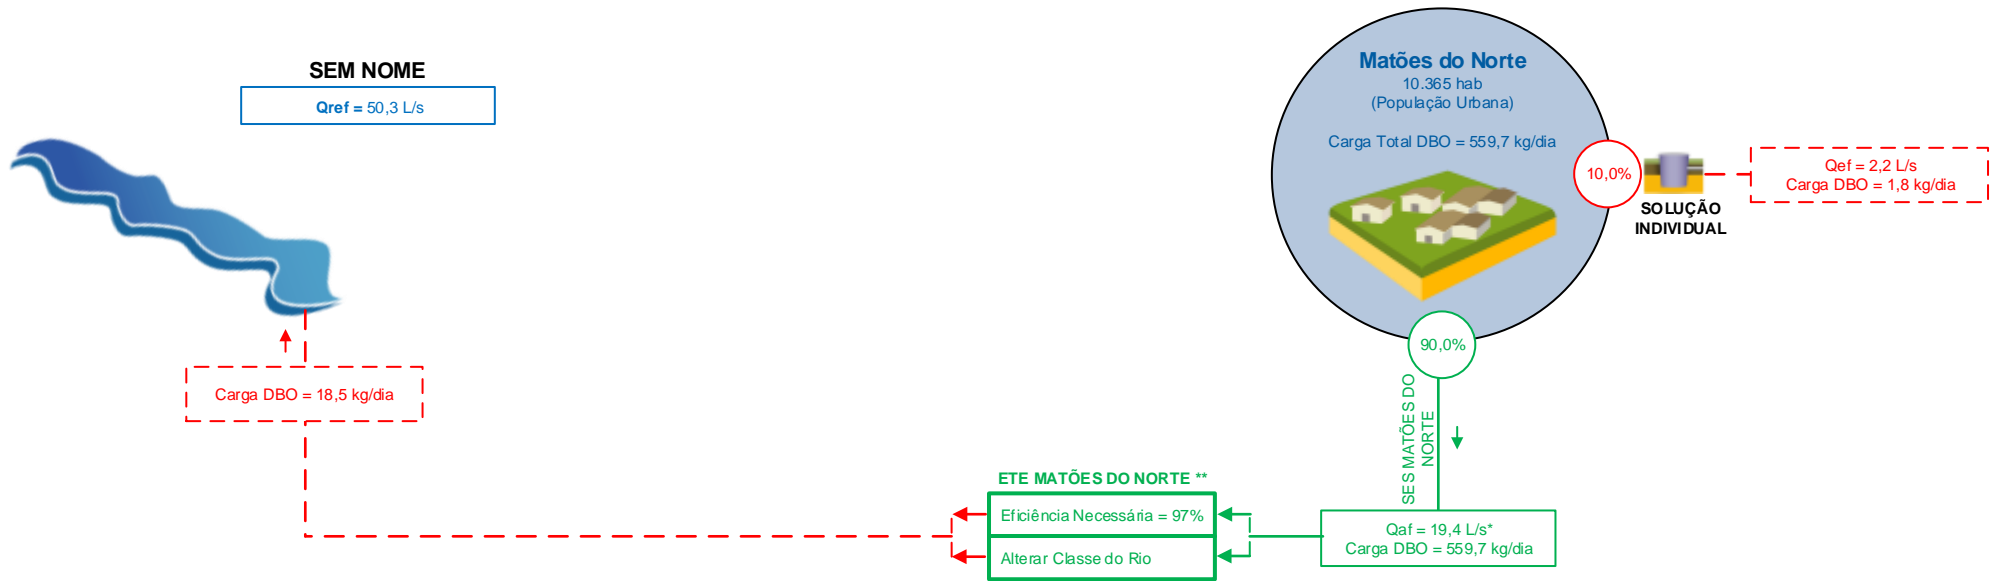 SEM NOME
Qref = 50,3 L/s
Matões do Norte
10.365 hab
(População Urbana)
Carga Total DBO = 559,7 kg/dia
10,0%
SOLUÇÃO
INDIVIDUAL
Qef = 2,2 L/s
Carga DBO = 1,8 kg/dia
90,0%
SES MATÕES DO
NORTE
Carga DBO = 18,5 kg/dia
ETE MATÕES DO NORTE **
Eficiência Necessária = 97%
Alterar Classe do Rio
Qaf = 19,4 L/s*
Carga DBO = 559,7 kg/dia